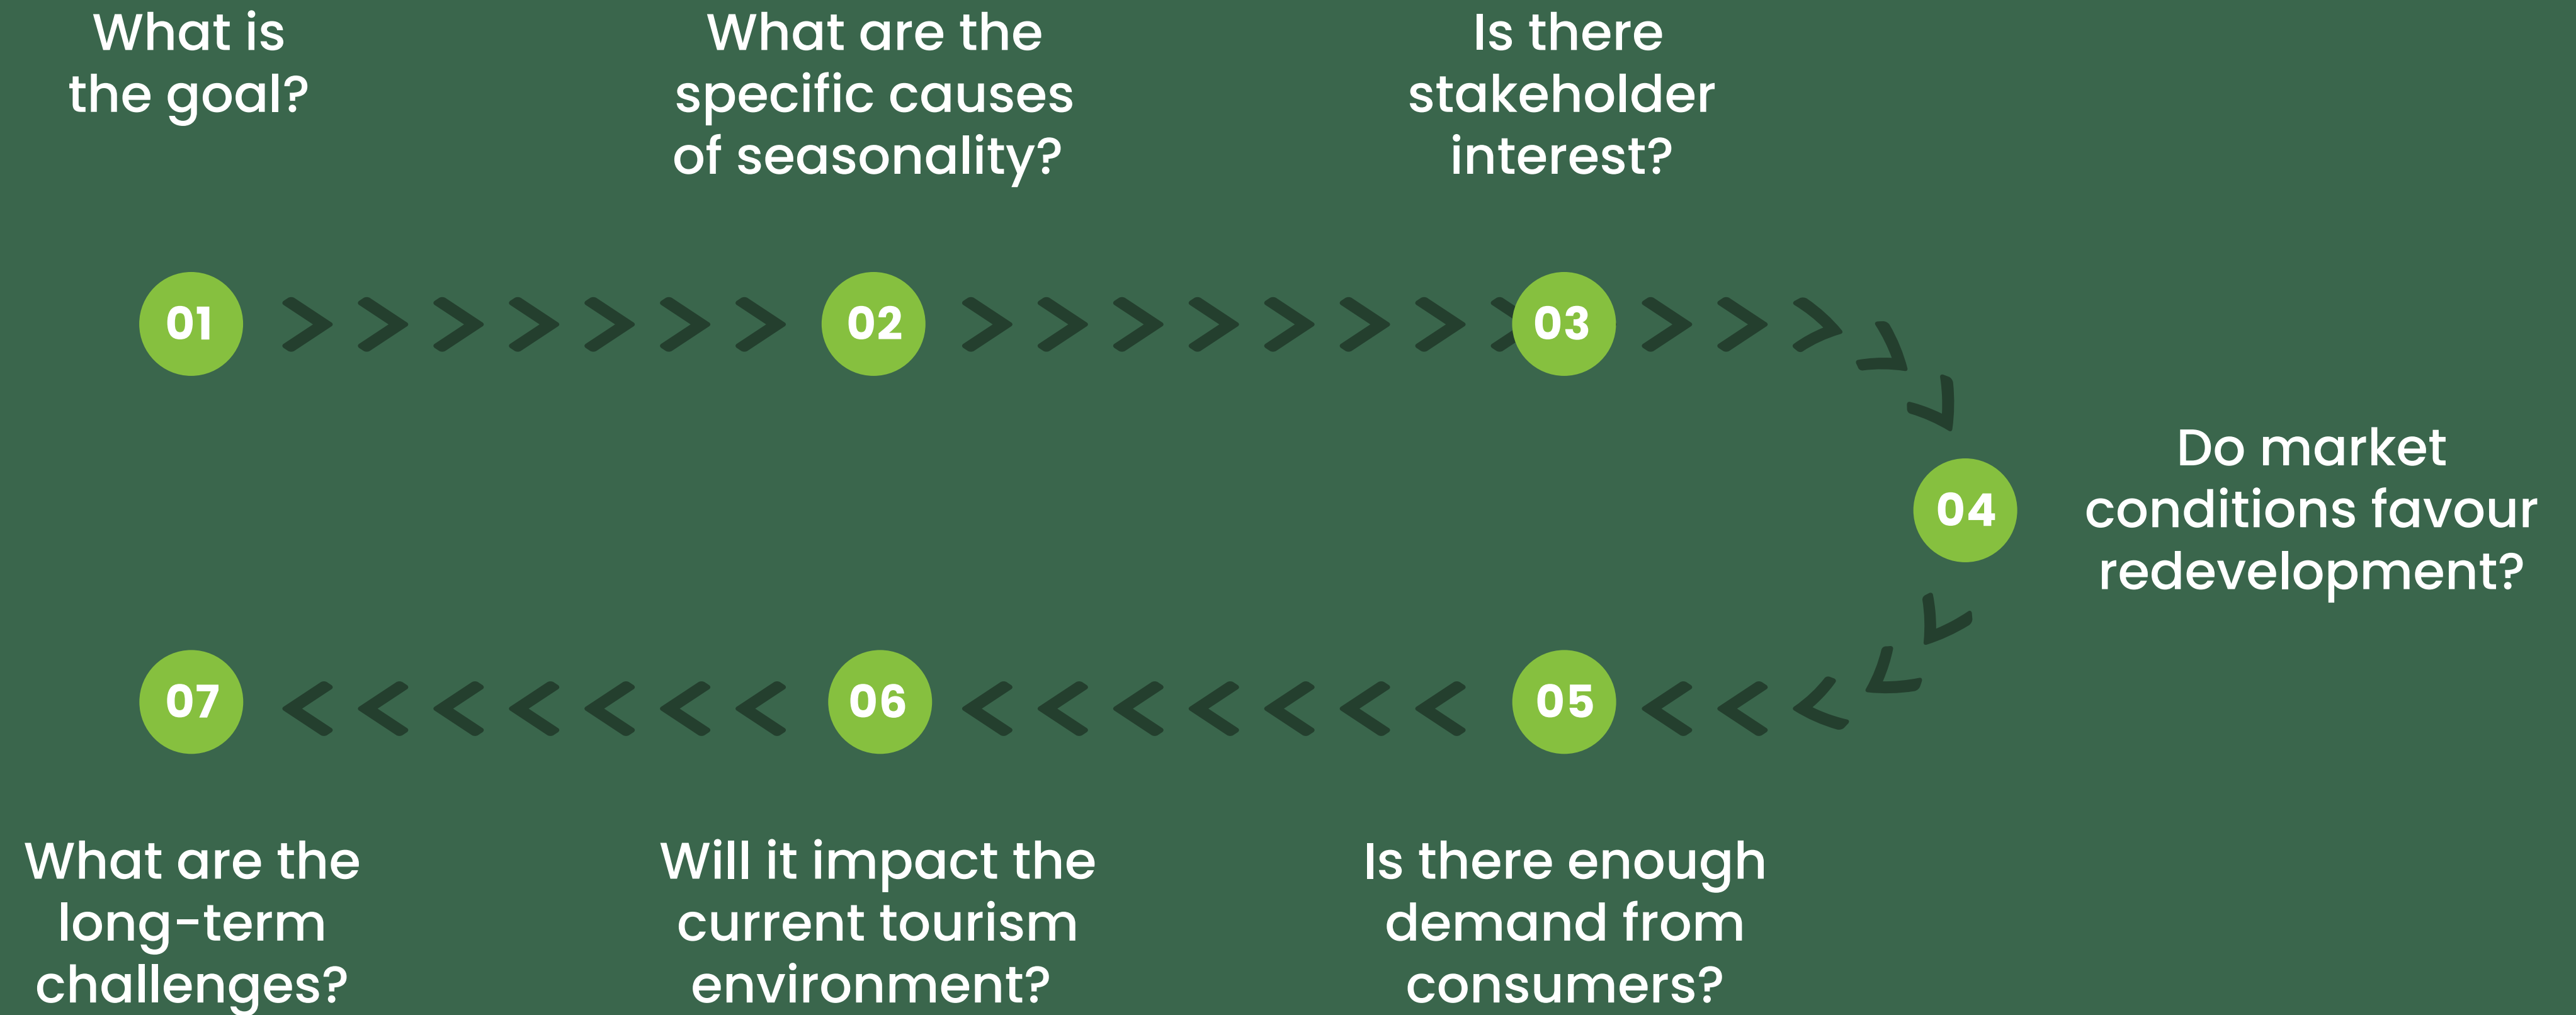 What is
the goal?
01
What are the
specific causes
of seasonality?
02
Is there
stakeholder
interest?
03
Do market
conditions favour
redevelopment?
04
05
Is there enough
demand from
consumers?
06
Will it impact the
current tourism
environment?
07
What are the
long-term
challenges?